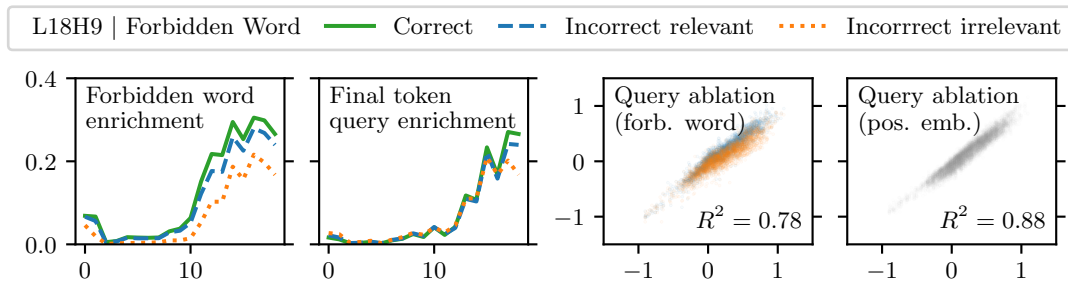 L18H9 | Forbidden Word Correct Incorrect relevant Incorrrect irrelevant
0.4
0.2
0.0
Forbidden word
enrichment
0 10
Final token
query enrichment
0 10
Query ablation
(forb. word)
1
0
−1
R² = 0.78
−1 0 1
Query ablation
(pos. emb.)
R² = 0.88
−1 0 1